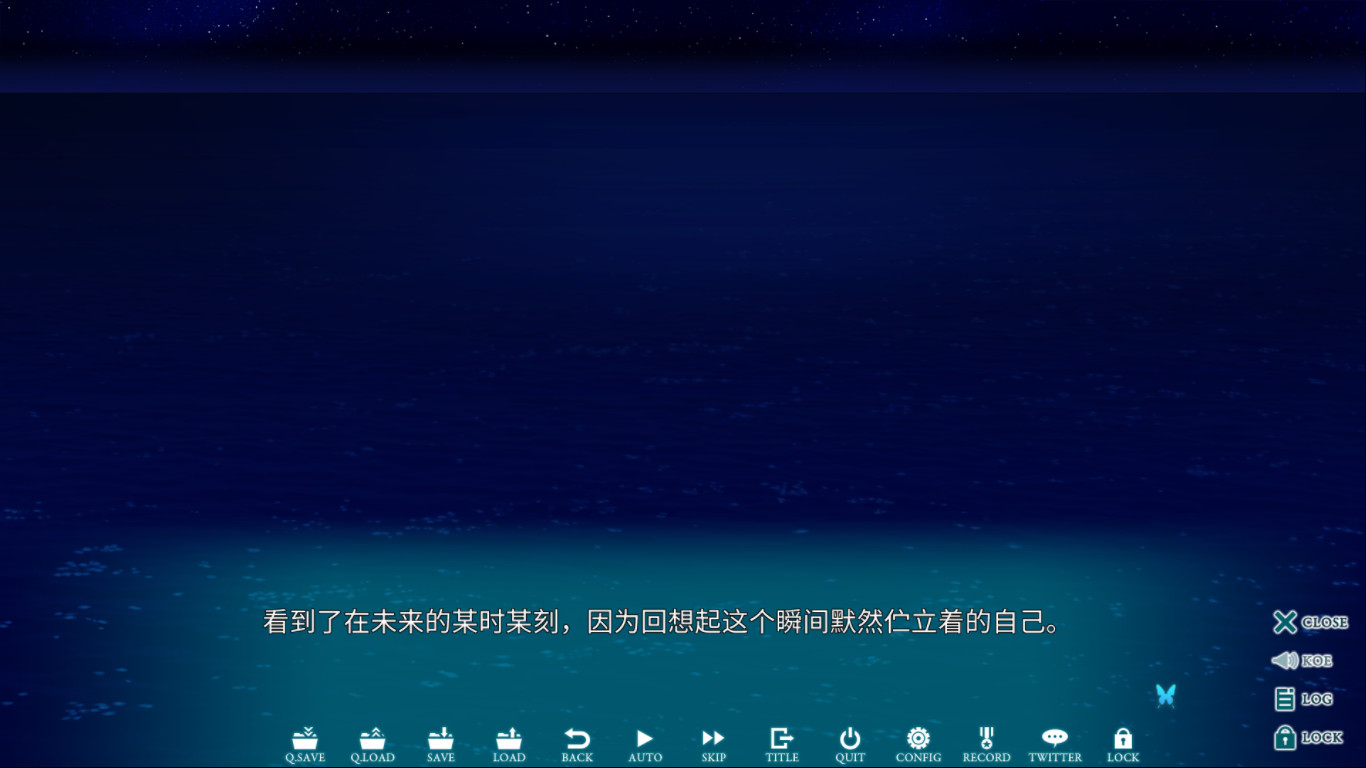 看到了在未来的某时某刻，因为回想起这个瞬间默然伫立着的自己。
CLOSE
KOE
LOG
LOCK
Q.SAVE Q.LOAD SAVE LOAD BACK AUTO SKIP TITLE QUIT CONFIG RECORD TWITTER LOCK